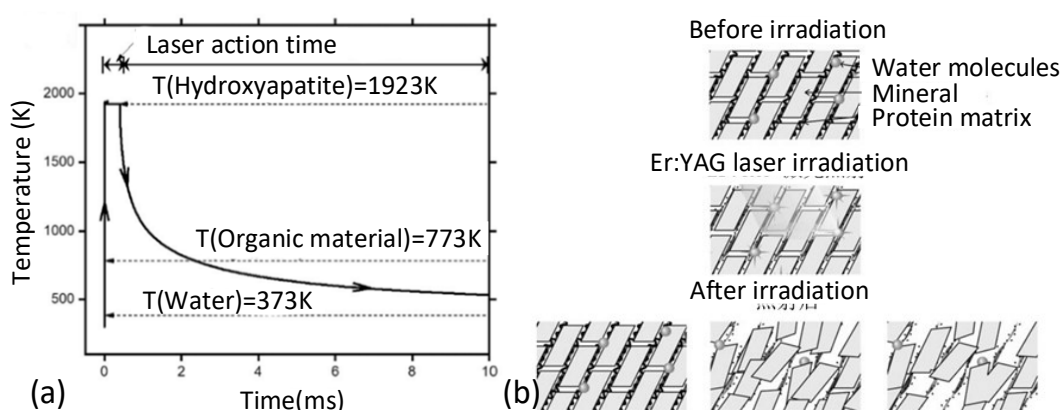 Laser action time
T(Hydroxyapatite)=1923K
T(Organic material)=773K
T(Water)=373K
Temperature (K)
2000
1500
1000
500
0 2 4 6 8 10
Time(ms)
(a)
Before irradiation
Water molecules
Mineral
Protein matrix
Er:YAG laser irradiation
After irradiation
(b)